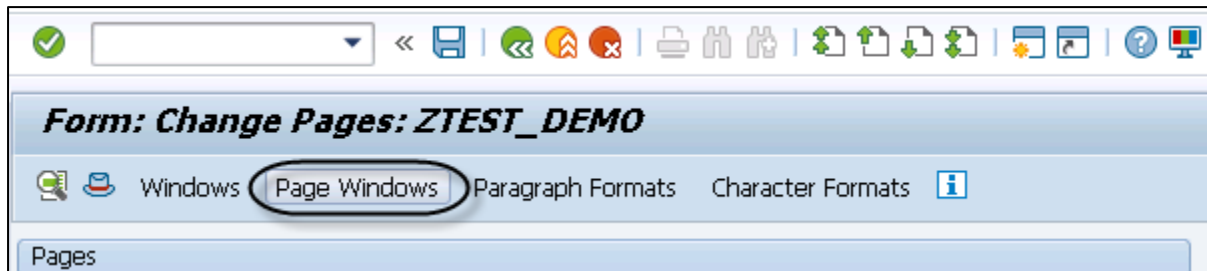 Form: Change Pages: ZTEST_DEMO
Windows Page Windows Paragraph Formats Character Formats
Pages